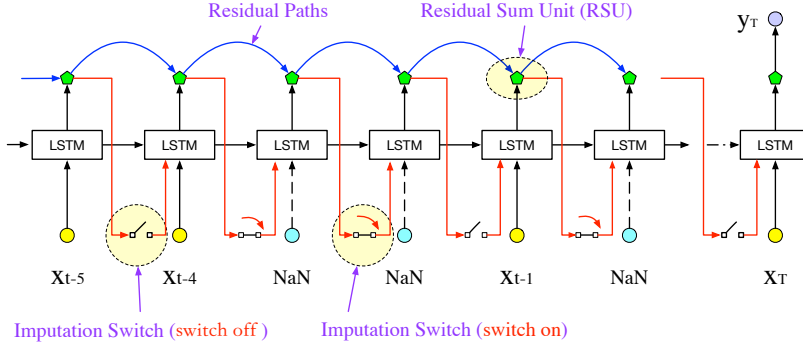 Residual Paths
Residual Sum Unit (RSU)
yT
LSTM LSTM LSTM LSTM LSTM LSTM LSTM
xt-5 xt-4 NaN NaN xt-1 NaN xT
Imputation Switch (switch off )
Imputation Switch (switch on)